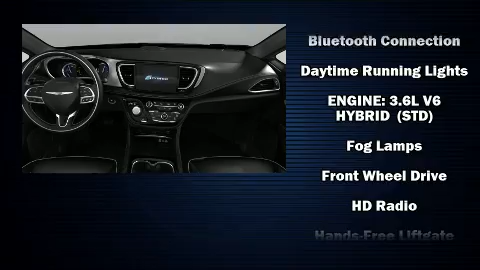 Bluetooth Connection
Daytime Running Lights
ENGINE: 3.6L V6
HYBRID (STD)
Fog Lamps
Front Wheel Drive
HD Radio
Hands-Free Liftgate